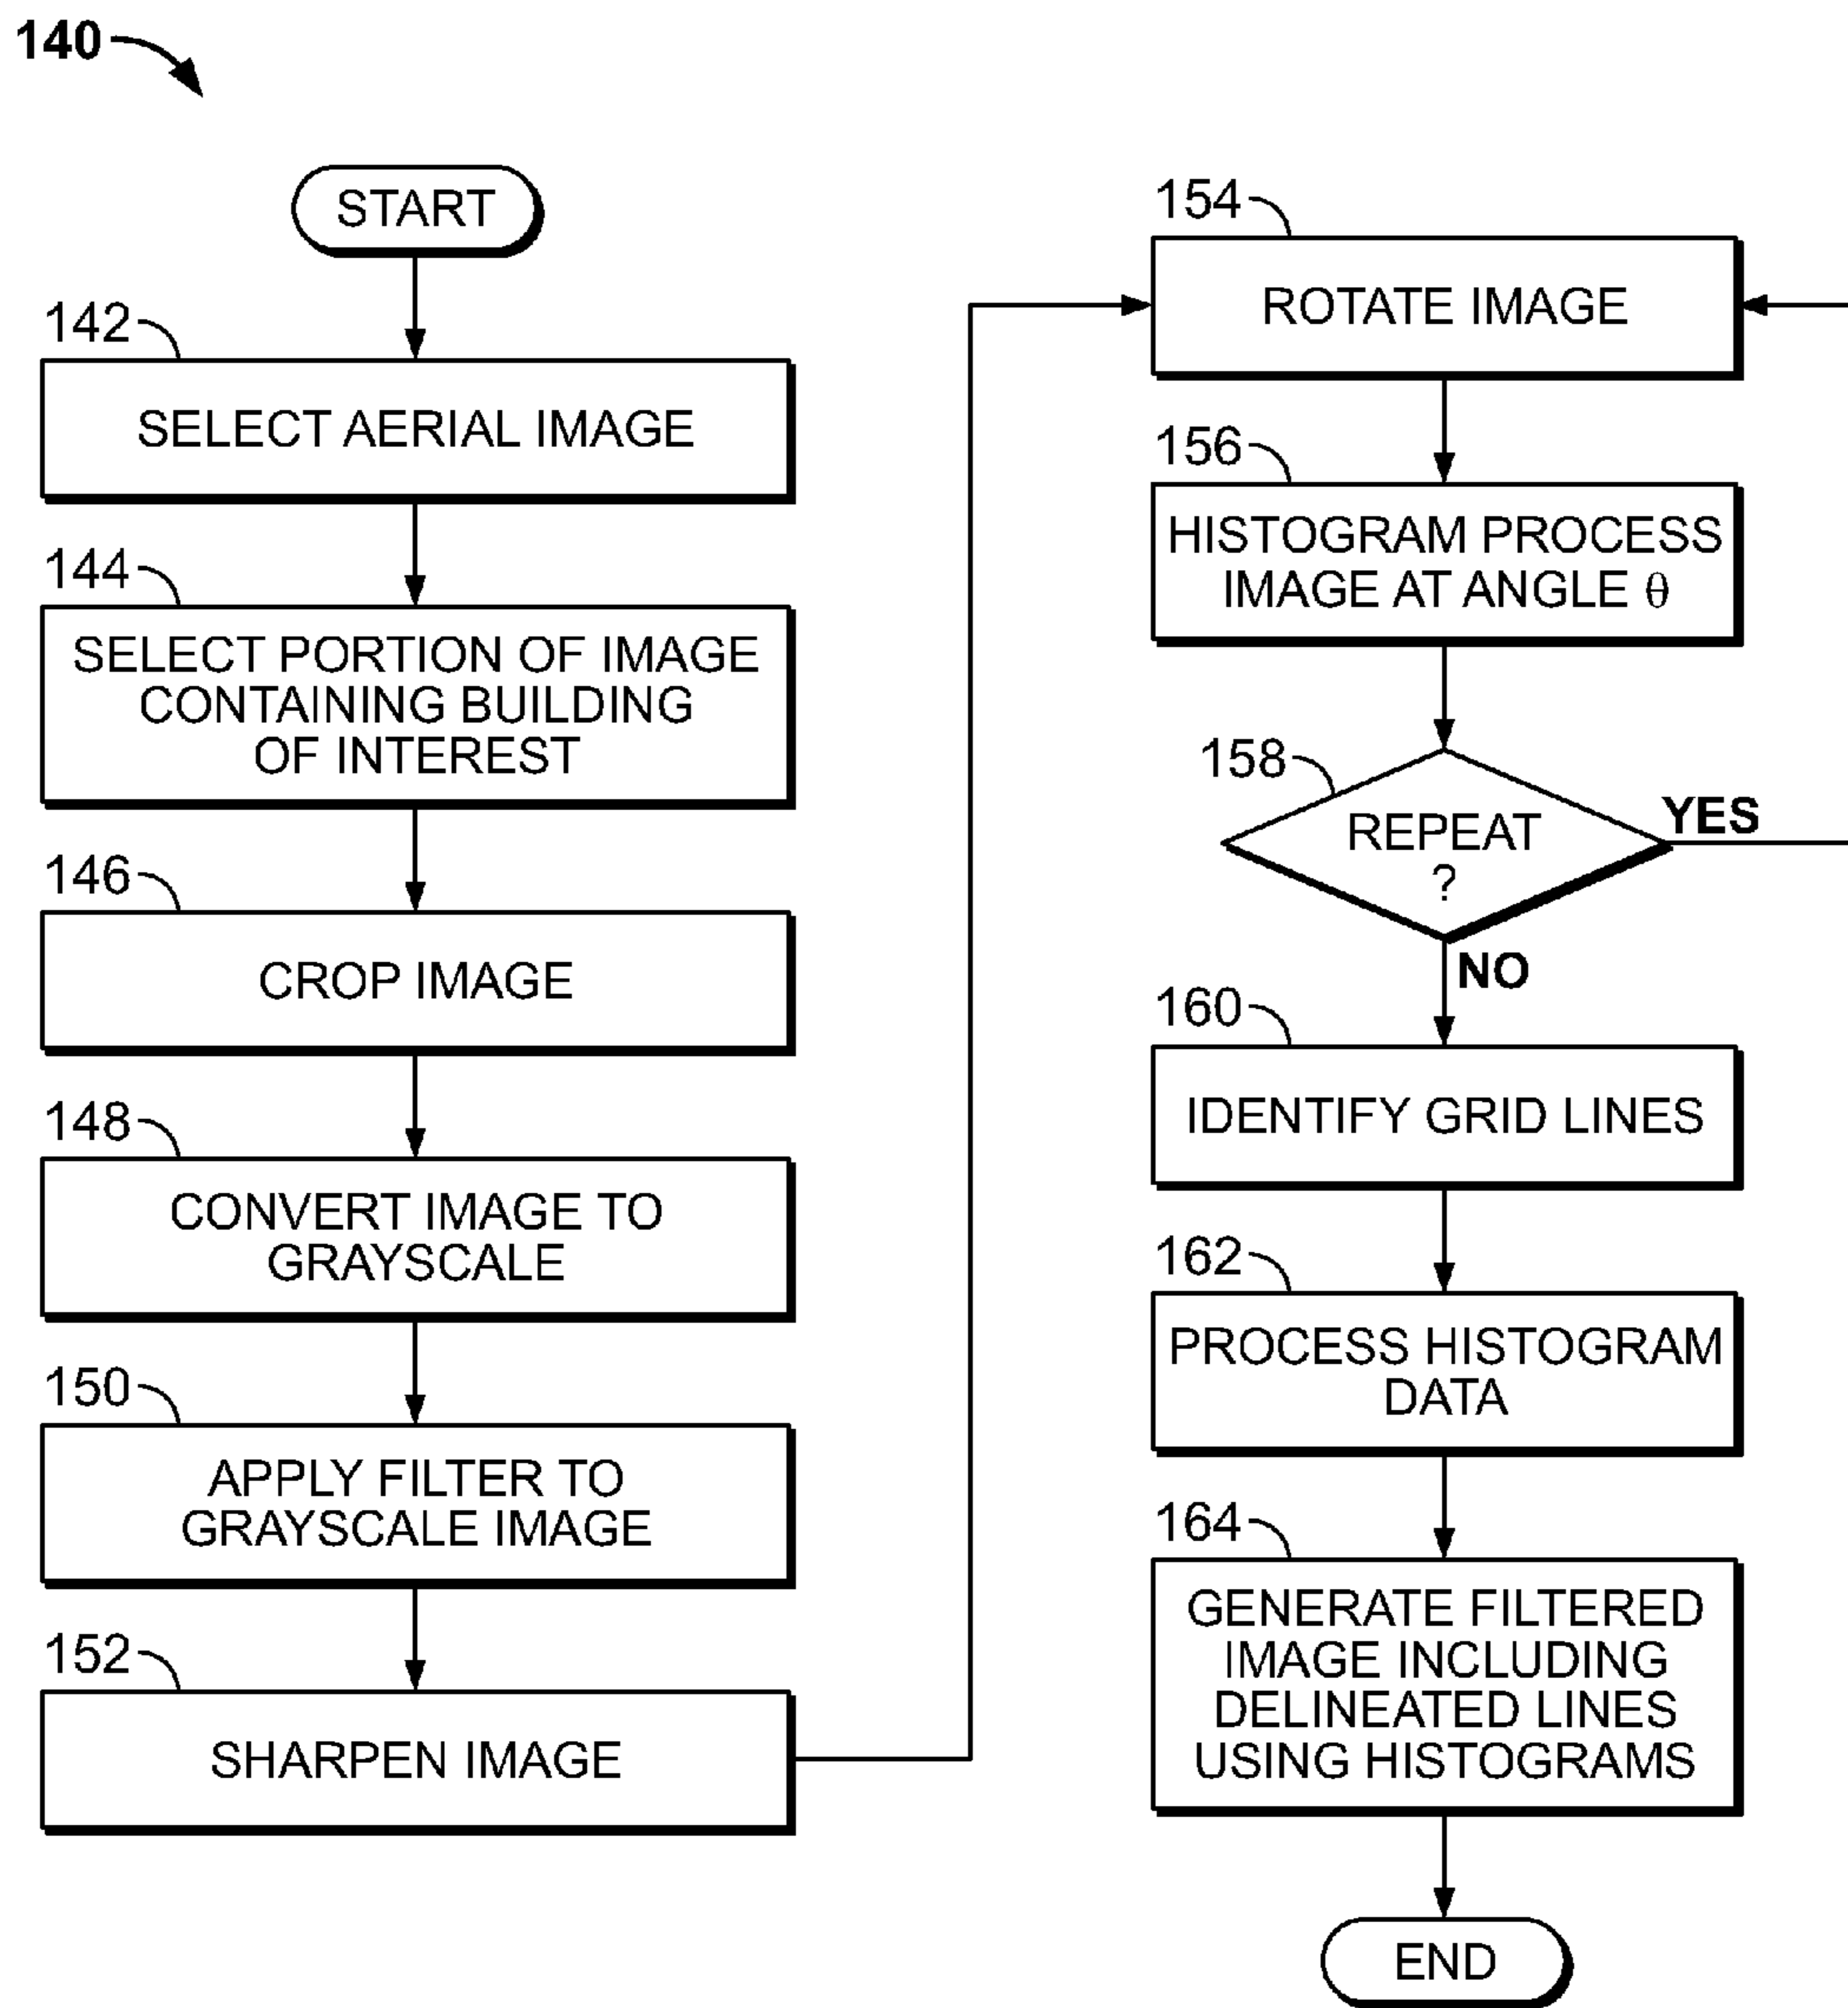 140
START
142
SELECT AERIAL IMAGE
144
SELECT PORTION OF IMAGE
CONTAINING BUILDING
OF INTEREST
146
CROP IMAGE
148
CONVERT IMAGE TO
GRAYSCALE
150
APPLY FILTER TO
GRAYSCALE IMAGE
152
SHARPEN IMAGE
154
ROTATE IMAGE
156
HISTOGRAM PROCESS
IMAGE AT ANGLE θ
158
REPEAT
?
YES
NO
160
IDENTIFY GRID LINES
162
PROCESS HISTOGRAM
DATA
164
GENERATE FILTERED
IMAGE INCLUDING
DELINEATED LINES
USING HISTOGRAMS
END